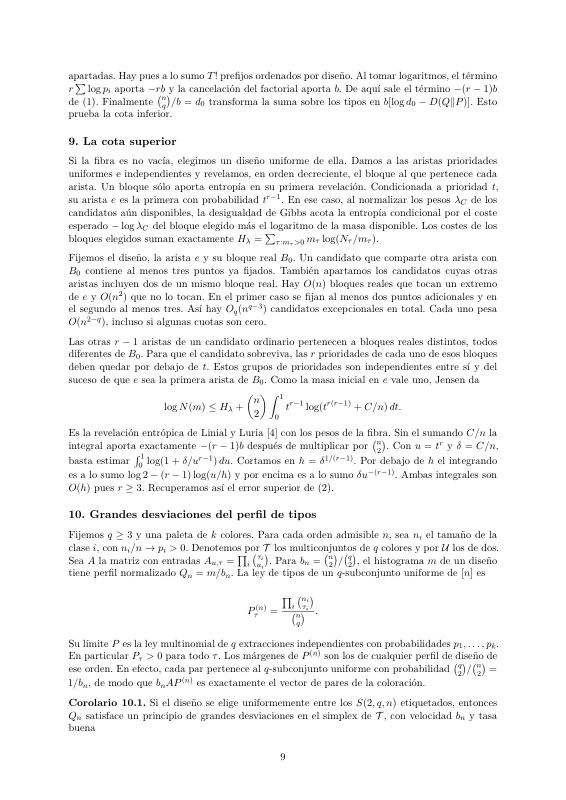 apartadas. Hay pues a lo sumo T! prefijos ordenados por diseño. Al tomar logaritmos, el término
r ∑ log p_i aporta −rb y la cancelación del factorial aporta b. De aquí sale el término −(r − 1)b
de (1). Finalmente \binom{n}{q}/b = d_0 transforma la suma sobre los tipos en b[log d_0 − D(Q∥P)]. Esto
prueba la cota inferior.
9. La cota superior
Si la fibra es no vacía, elegimos un diseño uniforme de ella. Damos a las aristas prioridades
uniformes e independientes y revelamos, en orden decreciente, el bloque al que pertenece cada
arista. Un bloque sólo aporta entropía en su primera revelación. Condicionada a prioridad t,
su arista e es la primera con probabilidad t^{r−1}. En ese caso, al normalizar los pesos λ_C de los
candidatos aún disponibles, la desigualdad de Gibbs acota la entropía condicional por el coste
esperado − log λ_C del bloque elegido más el logaritmo de la masa disponible. Los costes de los
bloques elegidos suman exactamente H_λ = ∑_{τ:m_τ>0} m_τ log(N_τ/m_τ).
Fijemos el diseño, la arista e y su bloque real B_0. Un candidato que comparte otra arista con
B_0 contiene al menos tres puntos ya fijados. También apartamos los candidatos cuyas otras
aristas incluyen dos de un mismo bloque real. Hay O(n) bloques reales que tocan un extremo
de e y O(n^2) que no lo tocan. En el primer caso se fijan al menos dos puntos adicionales y en
el segundo al menos tres. Así hay O_q(n^{q−3}) candidatos excepcionales en total. Cada uno pesa
O(n^{2−q}), incluso si algunas cuotas son cero.
Las otras r − 1 aristas de un candidato ordinario pertenecen a bloques reales distintos, todos
diferentes de B_0. Para que el candidato sobreviva, las r prioridades de cada uno de esos bloques
deben quedar por debajo de t. Estos grupos de prioridades son independientes entre sí y del
suceso de que e sea la primera arista de B_0. Como la masa inicial en e vale uno, Jensen da
log N(m) ≤ H_λ + \binom{n}{2} ∫_0^1 t^{r−1} log(t^{r(r−1)} + C/n) dt.
Es la revelación entrópica de Linial y Luria [4] con los pesos de la fibra. Sin el sumando C/n la
integral aporta exactamente −(r − 1)b después de multiplicar por \binom{n}{2}. Con u = t^r y δ = C/n,
basta estimar ∫_0^1 log(1 + δ/u^{r−1}) du. Cortamos en h = δ^{1/(r−1)}. Por debajo de h el integrando
es a lo sumo log 2 − (r − 1) log(u/h) y por encima es a lo sumo δu^{−(r−1)}. Ambas integrales son
O(h) pues r ≥ 3. Recuperamos así el error superior de (2).
10. Grandes desviaciones del perfil de tipos
Fijemos q ≥ 3 y una paleta de k colores. Para cada orden admisible n, sea n_i el tamaño de la
clase i, con n_i/n → p_i > 0. Denotemos por 𝒯 los multiconjuntos de q colores y por 𝒰 los de dos.
Sea A la matriz con entradas A_{u,τ} = ∏_i \binom{τ_i}{u_i}. Para b_n = \binom{n}{2}/\binom{q}{2}, el histograma m de un diseño
tiene perfil normalizado Q_n = m/b_n. La ley de tipos de un q-subconjunto uniforme de [n] es
P_τ^{(n)} = \frac{∏_i \binom{n_i}{τ_i}}{\binom{n}{q}}.
Su límite P es la ley multinomial de q extracciones independientes con probabilidades p_1, . . . , p_k.
En particular P_τ > 0 para todo τ. Los márgenes de P^{(n)} son los de cualquier perfil de diseño de
ese orden. En efecto, cada par pertenece al q-subconjunto uniforme con probabilidad \binom{q}{2}/\binom{n}{2} =
1/b_n, de modo que b_nAP^{(n)} es exactamente el vector de pares de la coloración.
Corolario 10.1. Si el diseño se elige uniformemente entre los S(2, q, n) etiquetados, entonces
Q_n satisface un principio de grandes desviaciones en el simplex de 𝒯, con velocidad b_n y tasa
buena
9